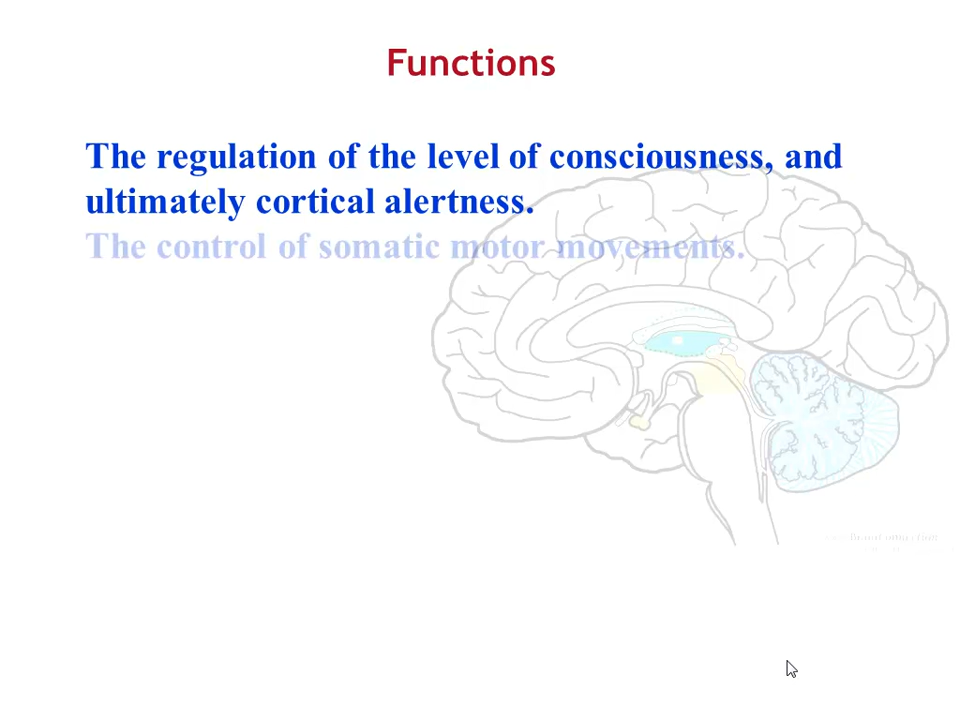 Functions
The regulation of the level of consciousness, and
ultimately cortical alertness.
The control of somatic motor movements.